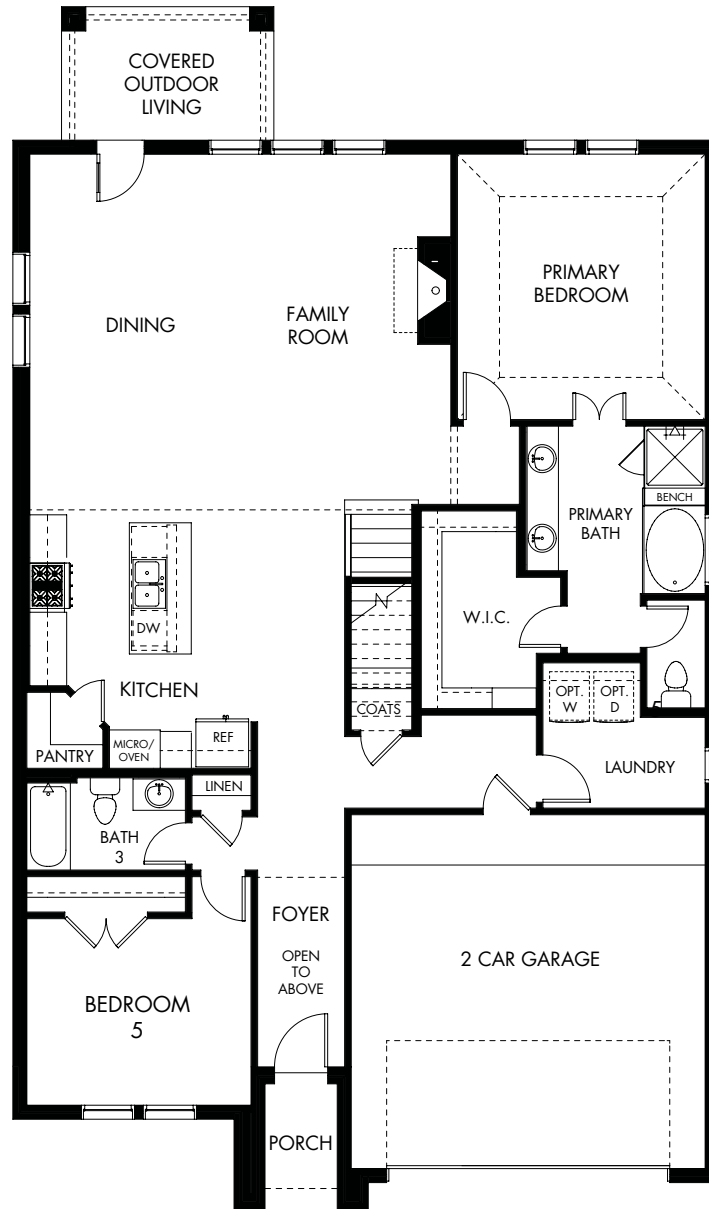 COVERED
OUTDOOR
LIVING
PRIMARY
BEDROOM
DINING
FAMILY
ROOM
BENCH
PRIMARY
BATH
W.I.C.
DW
KITCHEN
OPT.
W
OPT.
D
COATS
REF
MICRO/
OVEN
PANTRY
LAUNDRY
LINEN
BATH
3
FOYER
OPEN
TO
ABOVE
2 CAR GARAGE
BEDROOM
5
PORCH